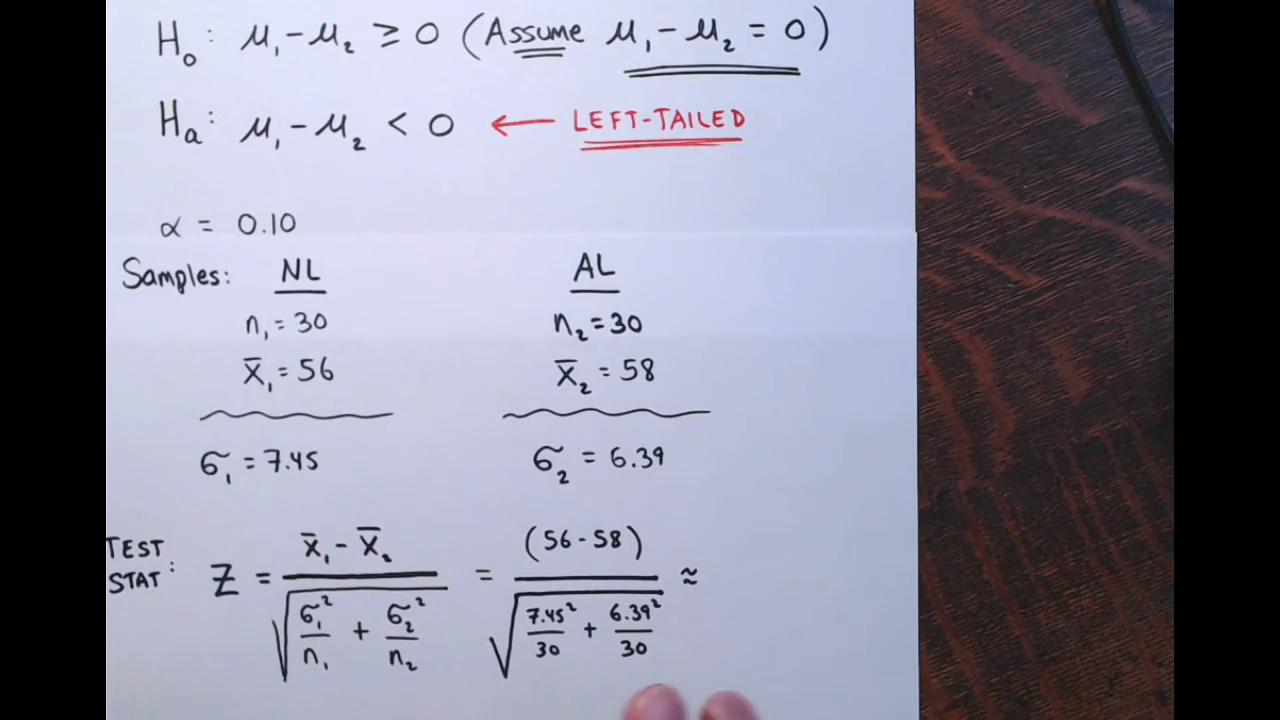 H₀: μ₁-μ₂ ≥ 0 (Assume μ₁-μ₂ = 0)
Hₐ: μ₁-μ₂ < 0 ← LEFT-TAILED
α = 0.10
Samples: NL AL
n₁ = 30 n₂ = 30
x̄₁ = 56 x̄₂ = 58
σ₁ = 7.45 σ₂ = 6.39
TEST STAT: Z = (x̄₁ - x̄₂) / √(σ₁²/n₁ + σ₂²/n₂) = (56-58) / √(7.45²/30 + 6.39²/30) ≈